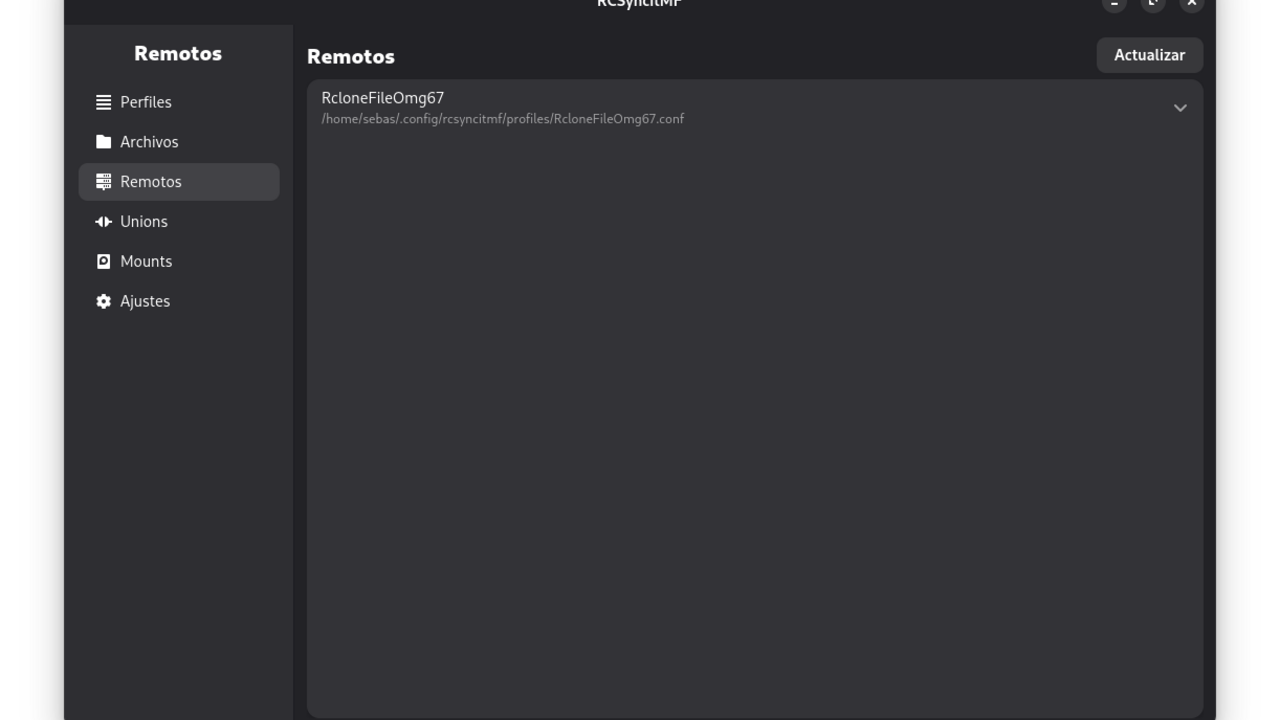 RCSyncitMF
Remotos
Perfiles
Archivos
Remotos
Unions
Mounts
Ajustes
Remotos
Actualizar
RcloneFileOmg67
/home/sebas/.config/rcsyncitmf/profiles/RcloneFileOmg67.conf